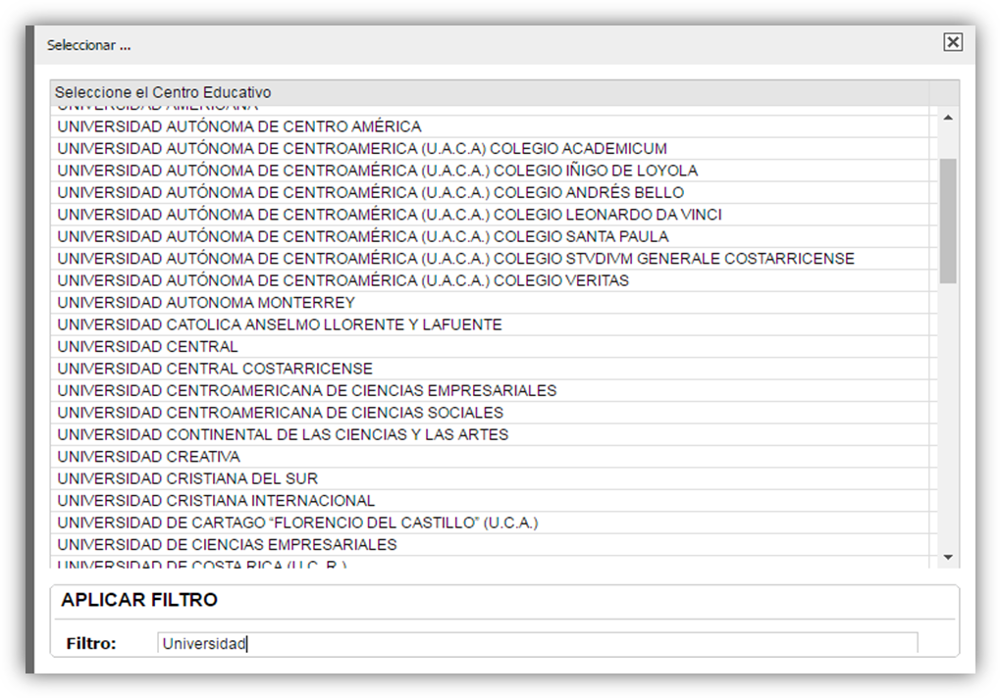 Seleccionar ...
Seleccione el Centro Educativo
UNIVERSIDAD AMERICANA
UNIVERSIDAD AUTÓNOMA DE CENTRO AMÉRICA
UNIVERSIDAD AUTÓNOMA DE CENTROAMERICA (U.A.C.A) COLEGIO ACADEMICUM
UNIVERSIDAD AUTÓNOMA DE CENTROAMÉRICA (U.A.C.A.) COLEGIO IÑIGO DE LOYOLA
UNIVERSIDAD AUTÓNOMA DE CENTROAMÉRICA (U.A.C.A.) COLEGIO ANDRÉS BELLO
UNIVERSIDAD AUTÓNOMA DE CENTROAMÉRICA (U.A.C.A.) COLEGIO LEONARDO DA VINCI
UNIVERSIDAD AUTÓNOMA DE CENTROAMÉRICA (U.A.C.A.) COLEGIO SANTA PAULA
UNIVERSIDAD AUTÓNOMA DE CENTROAMÉRICA (U.A.C.A.) COLEGIO STVDIVM GENERALE COSTARRICENSE
UNIVERSIDAD AUTÓNOMA DE CENTROAMÉRICA (U.A.C.A.) COLEGIO VERITAS
UNIVERSIDAD AUTONOMA MONTERREY
UNIVERSIDAD CATOLICA ANSELMO LLORENTE Y LAFUENTE
UNIVERSIDAD CENTRAL
UNIVERSIDAD CENTRAL COSTARRICENSE
UNIVERSIDAD CENTROAMERICANA DE CIENCIAS EMPRESARIALES
UNIVERSIDAD CENTROAMERICANA DE CIENCIAS SOCIALES
UNIVERSIDAD CONTINENTAL DE LAS CIENCIAS Y LAS ARTES
UNIVERSIDAD CREATIVA
UNIVERSIDAD CRISTIANA DEL SUR
UNIVERSIDAD CRISTIANA INTERNACIONAL
UNIVERSIDAD DE CARTAGO “FLORENCIO DEL CASTILLO” (U.C.A.)
UNIVERSIDAD DE CIENCIAS EMPRESARIALES
UNIVERSIDAD DE COSTA RICA (U.C. R.)
APLICAR FILTRO
Filtro: Universidad